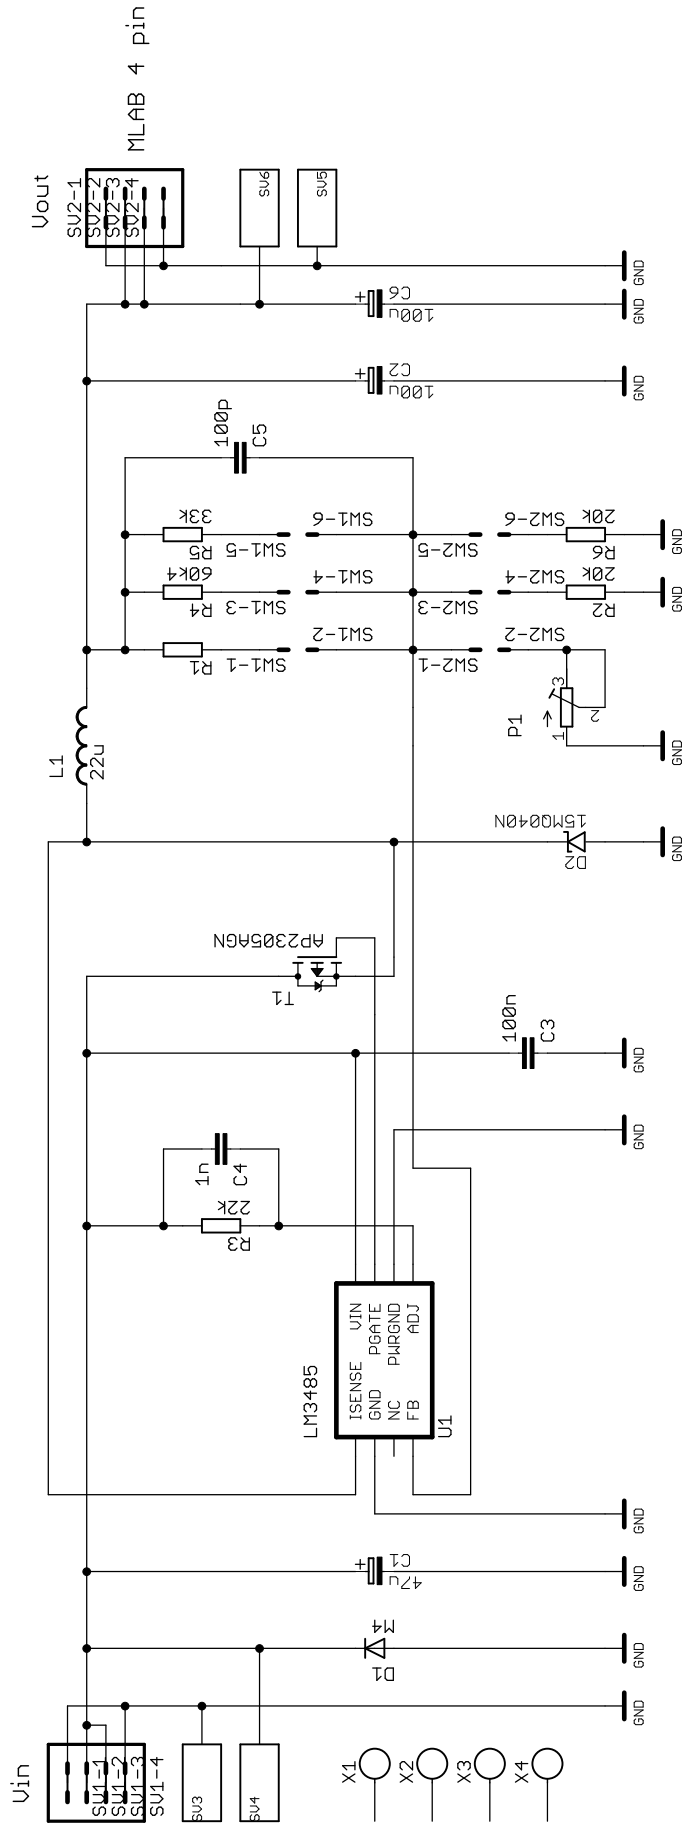 MLAB 4 pin
Vout
SV2-1
SV2-2
SV2-3
SV2-4
SV6
SV5
GND
C6
100u
GND
C2
100u
GND
100p
C5
33k
R5
SW1-5
SW1-6
SW2-5
SW2-6
20k
R6
GND
60k4
R4
SW1-3
SW1-4
SW2-3
SW2-4
20k
R2
GND
R1
SW1-1
SW1-2
SW2-1
SW2-2
P1
3
2
1
GND
L1
22u
15MQ040N
D2
GND
AP2305AGN
T1
100n
C3
GND
GND
1n
C4
22k
R3
LM3485
VIN
PGATE
PWRGND
ADJ
ISENSE
GND
NC
FB
U1
GND
C1
47u
GND
M4
D1
GND
GND
Vin
SV1-1
SV1-2
SV1-3
SV1-4
SV3
SV4
X1
X2
X3
X4